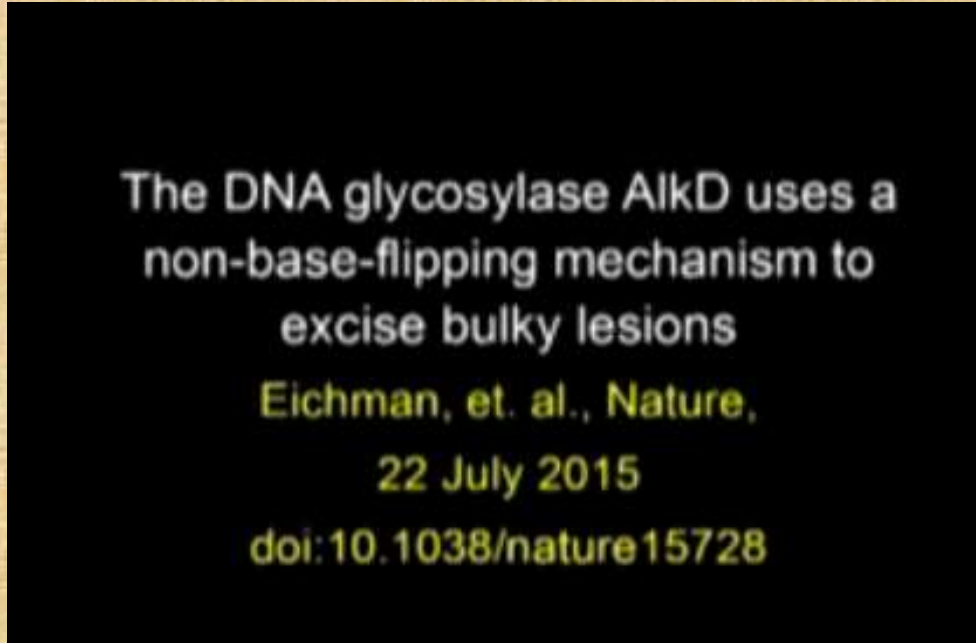 The DNA glycosylase AlkD uses a
non-base-flipping mechanism to
excise bulky lesions
Eichman, et. al., Nature,
22 July 2015
doi:10.1038/nature15728